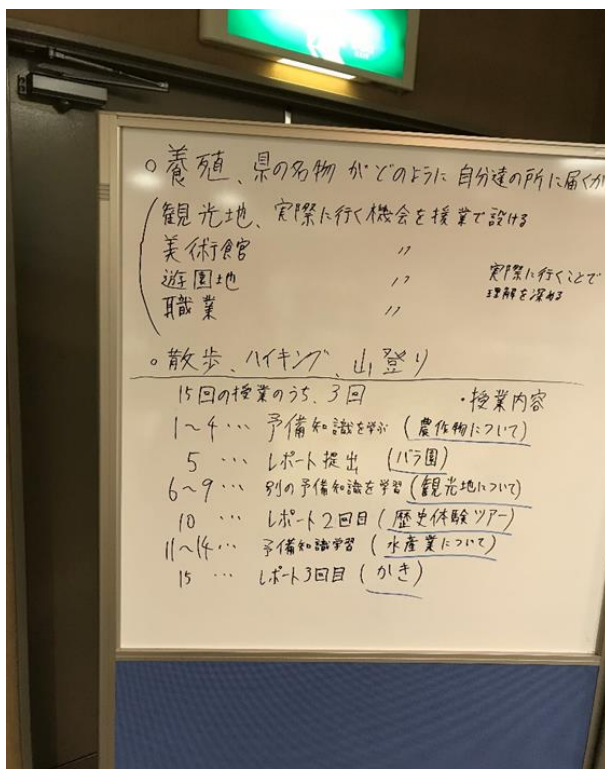 ○養殖、県の名物がどのように自分達の所に届くか
観光地、実際に行く機会を授業で設ける
美術館 〃
遊園地 〃
職業 〃
実際に行くことで
理解を深める
○散歩、ハイキング、山登り
15回の授業のうち、3回
・授業内容
1〜4… 予備知識を学ぶ (農作物について)
5 … レポート提出 (バラ園)
6〜9… 別の予備知識を学習 (観光地について)
10 … レポート2回目 (歴史体験ツアー)
11〜14… 予備知識学習 (水産業について)
15 … レポート3回目 (かき)